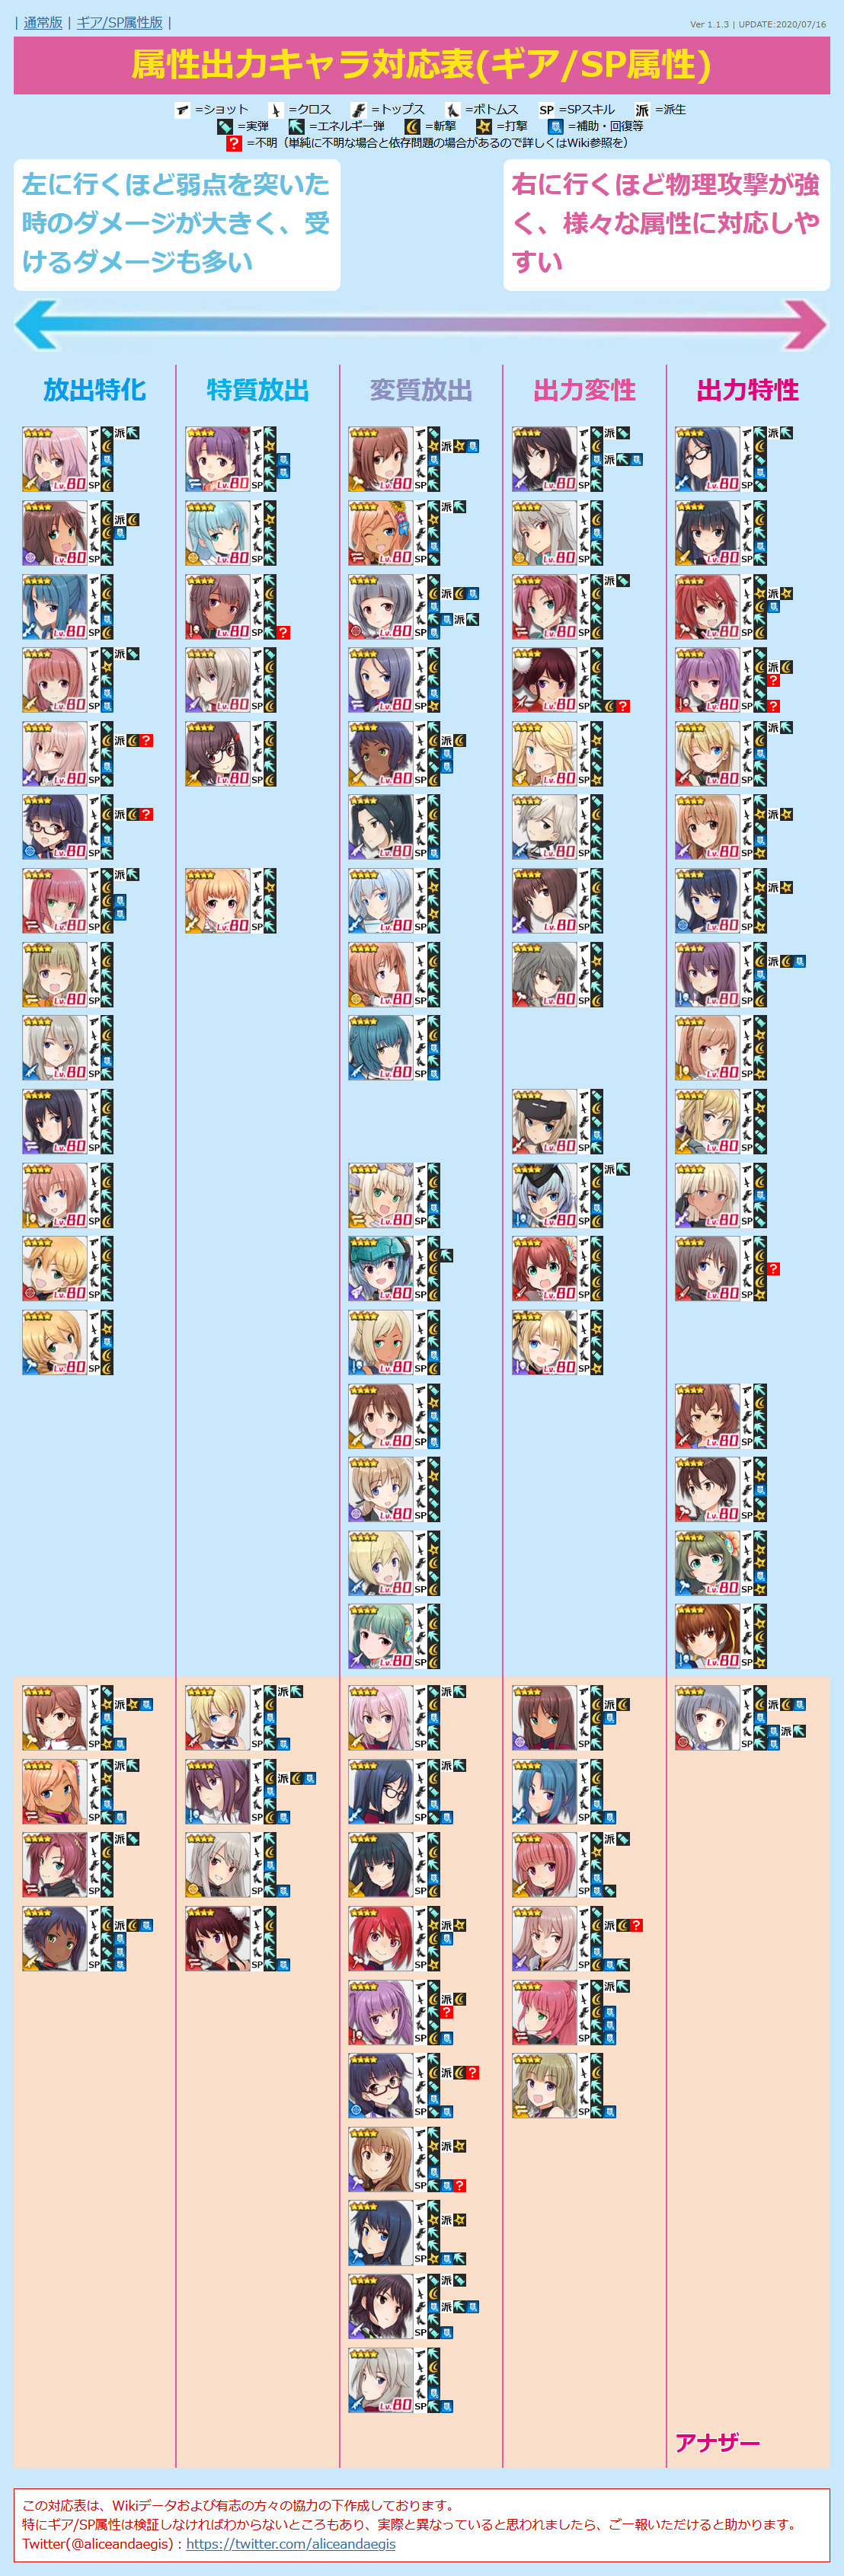 | 通常版 | ギア/SP属性版 |
Ver 1.1.3 | UPDATE:2020/07/16
属性出力キャラ対応表(ギア/SP属性)
=ショット =クロス =トップス =ボトムス SP =SPスキル 派 =派生
=実弾 =エネルギー弾 =斬撃 =打撃 =補助・回復等
? =不明（単純に不明な場合と依存問題の場合があるので詳しくはWiki参照を）
左に行くほど弱点を突いた
時のダメージが大きく、受
けるダメージも多い
右に行くほど物理攻撃が強
く、様々な属性に対応しや
すい
放出特化 特質放出 変質放出 出力変性 出力特性
アナザー
この対応表は、Wikiデータおよび有志の方々の協力の下作成しております。
特にギア/SP属性は検証しなければわからないところもあり、実際と異なっていると思われましたら、ご一報いただけると助かります。
Twitter(@aliceandaegis) : https://twitter.com/aliceandaegis